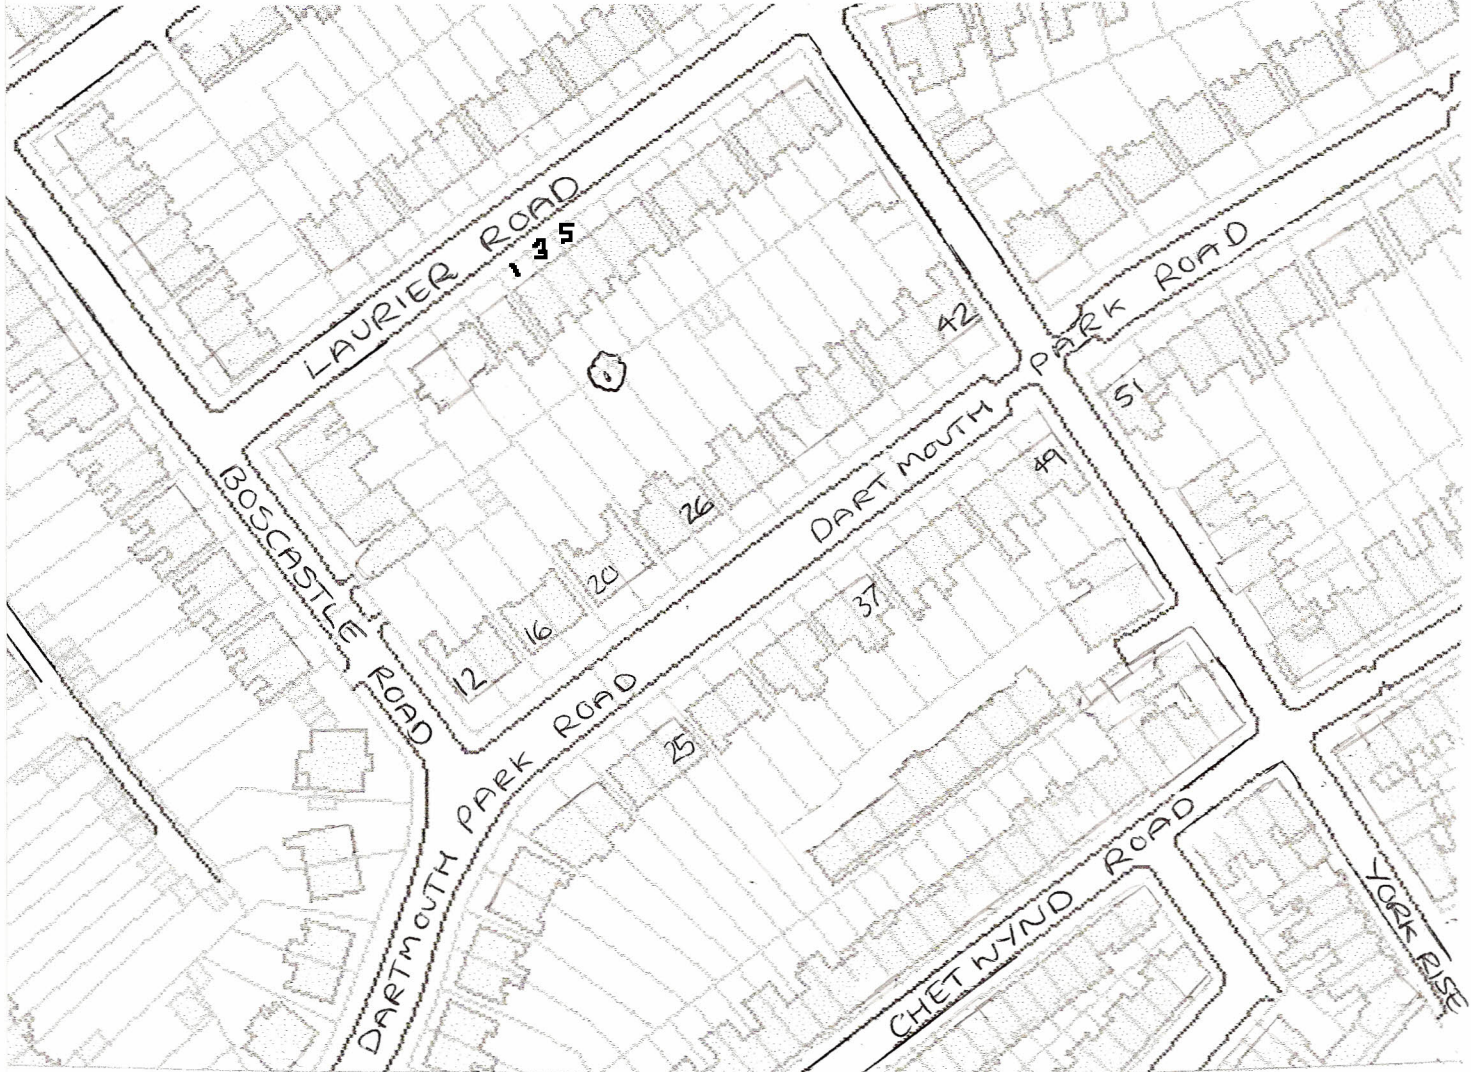 LAURIER ROAD
1 3 5
BOSCASTLE ROAD
42
PARK ROAD
51
DARTMOUTH
49
26
20
16
12
37
25
DARTMOUTH PARK ROAD
CHETWYND ROAD
YORK RISE